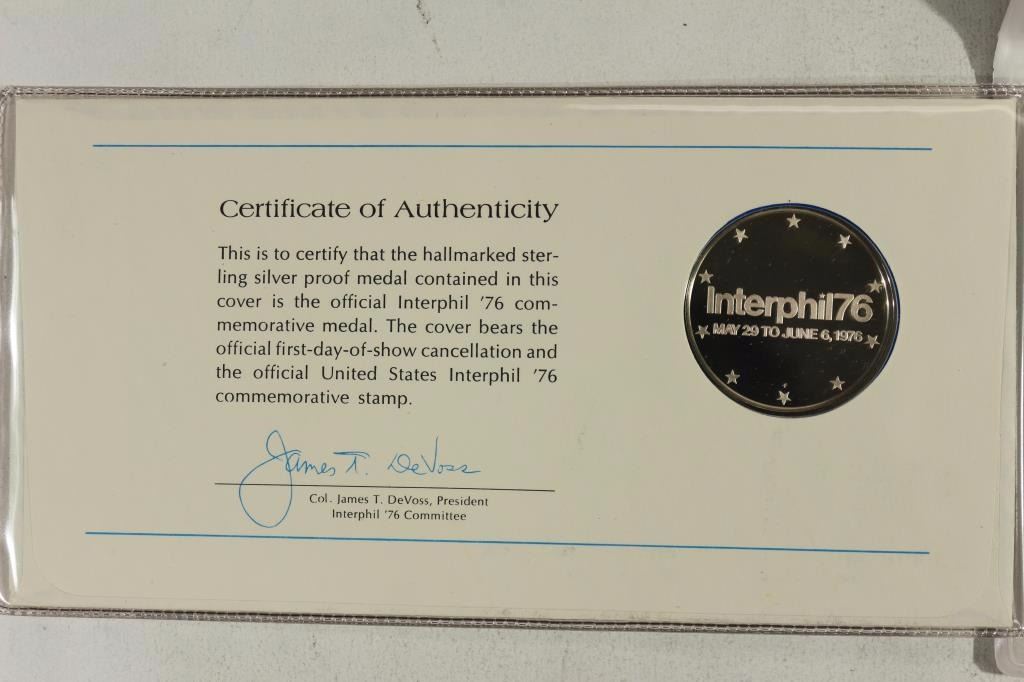 Certificate of Authenticity
This is to certify that the hallmarked ster-
ling silver proof medal contained in this
cover is the official Interphil '76 com-
memorative medal. The cover bears the
official first-day-of-show cancellation and
the official United States Interphil '76
commemorative stamp.
James T. DeVoss
Col. James T. DeVoss, President
Interphil '76 Committee
Interphil76
MAY 29 TO JUNE 6, 1976